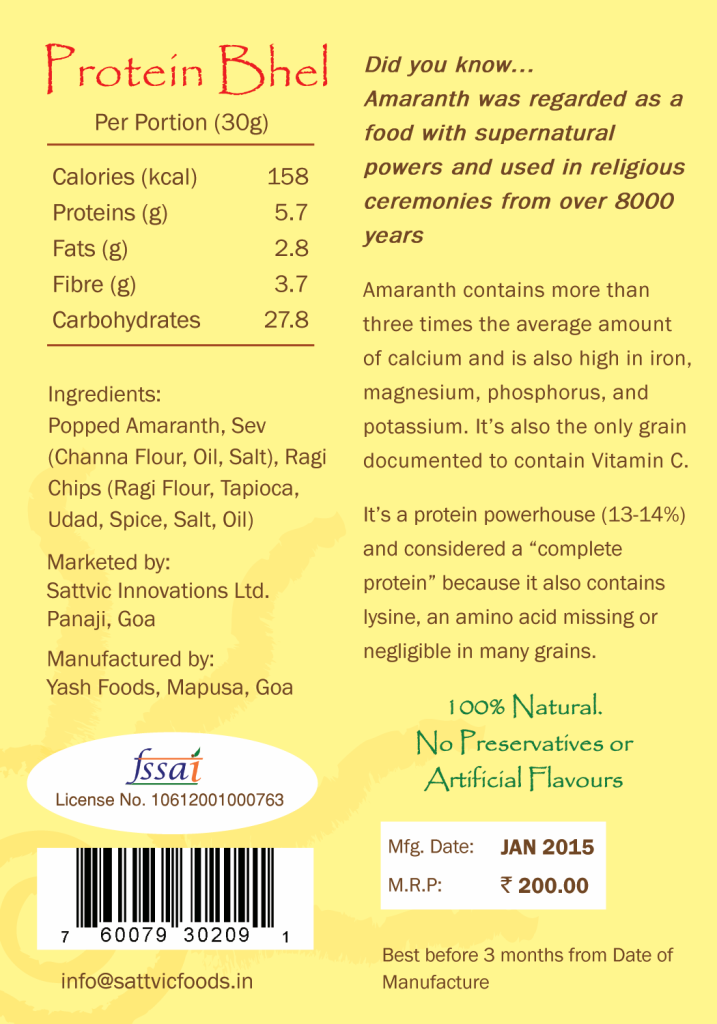 Protein Bhel
Per Portion (30g)
Calories (kcal) 158
Proteins (g) 5.7
Fats (g) 2.8
Fibre (g) 3.7
Carbohydrates 27.8
Ingredients:
Popped Amaranth, Sev
(Channa Flour, Oil, Salt), Ragi
Chips (Ragi Flour, Tapioca,
Udad, Spice, Salt, Oil)
Marketed by:
Sattvic Innovations Ltd.
Panaji, Goa
Manufactured by:
Yash Foods, Mapusa, Goa
fssai
License No. 10612001000763
7 60079 30209 1
info@sattvicfoods.in
Did you know...
Amaranth was regarded as a
food with supernatural
powers and used in religious
ceremonies from over 8000
years
Amaranth contains more than
three times the average amount
of calcium and is also high in iron,
magnesium, phosphorus, and
potassium. It’s also the only grain
documented to contain Vitamin C.
It’s a protein powerhouse (13-14%)
and considered a “complete
protein” because it also contains
lysine, an amino acid missing or
negligible in many grains.
100% Natural.
No Preservatives or
Artificial Flavours
Mfg. Date: JAN 2015
M.R.P: ₹ 200.00
Best before 3 months from Date of
Manufacture